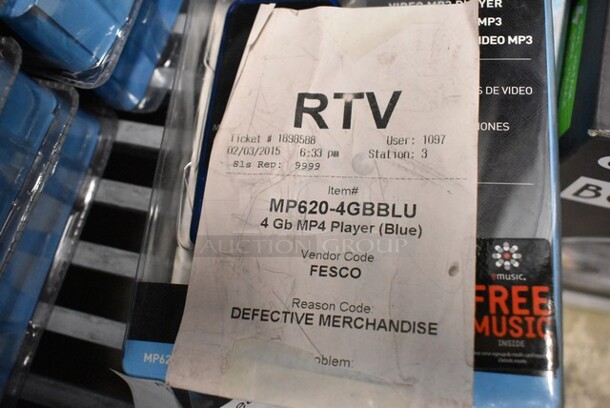 VIDEO MP3 PLAYER
MP3
VIDEO MP3
S DE VIDEO
IONES
RTV
Ticket # 1898588 User: 1097
02/03/2015 6:33 pm Station: 3
Sls Rep: 9999
Item#
MP620-4GBBLU
4 Gb MP4 Player (Blue)
AUCTION GROUP
Vendor Code
FESCO
Reason Code:
DEFECTIVE MERCHANDISE
oblem:
MP62
eMUSIC.
FREE
MUSIC
INSIDE